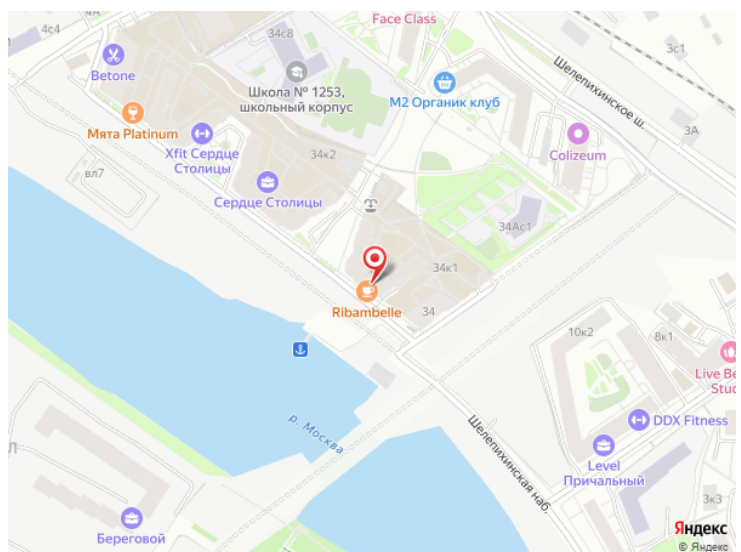 4с4
4А
34с8
Face Class
3с1
Betone
Школа № 1253,
школьный корпус
М2 Органик клуб
Шелепихинское ш.
3А
Мята Platinum
Xfit Сердце
Столицы
34к2
Colizeum
вл7
Сердце Столицы
34Ас1
34к1
Ribambelle
34
10к2
8к1
Live Be
Stud
р. Москва
Шелепихинская наб.
DDX Fitness
Level
Причальный
Береговой
3к3
Яндекс
© Яндекс